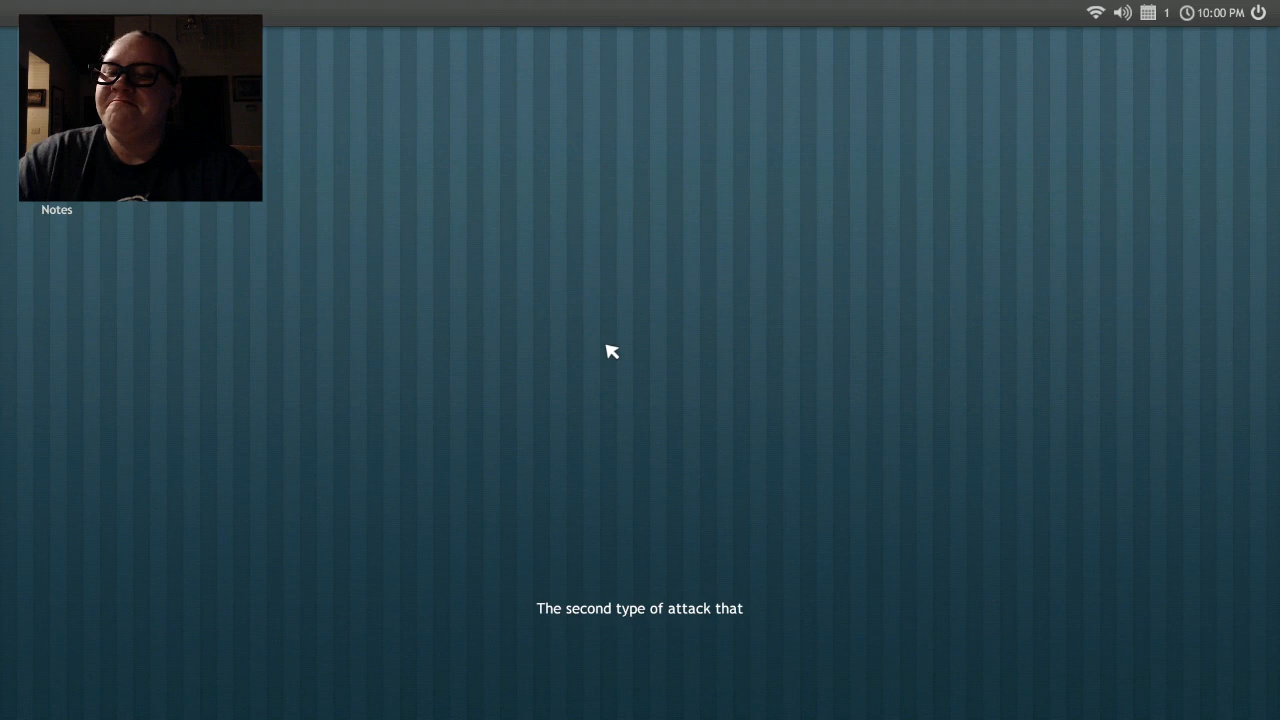 1 10:00 PM
Notes
The second type of attack that